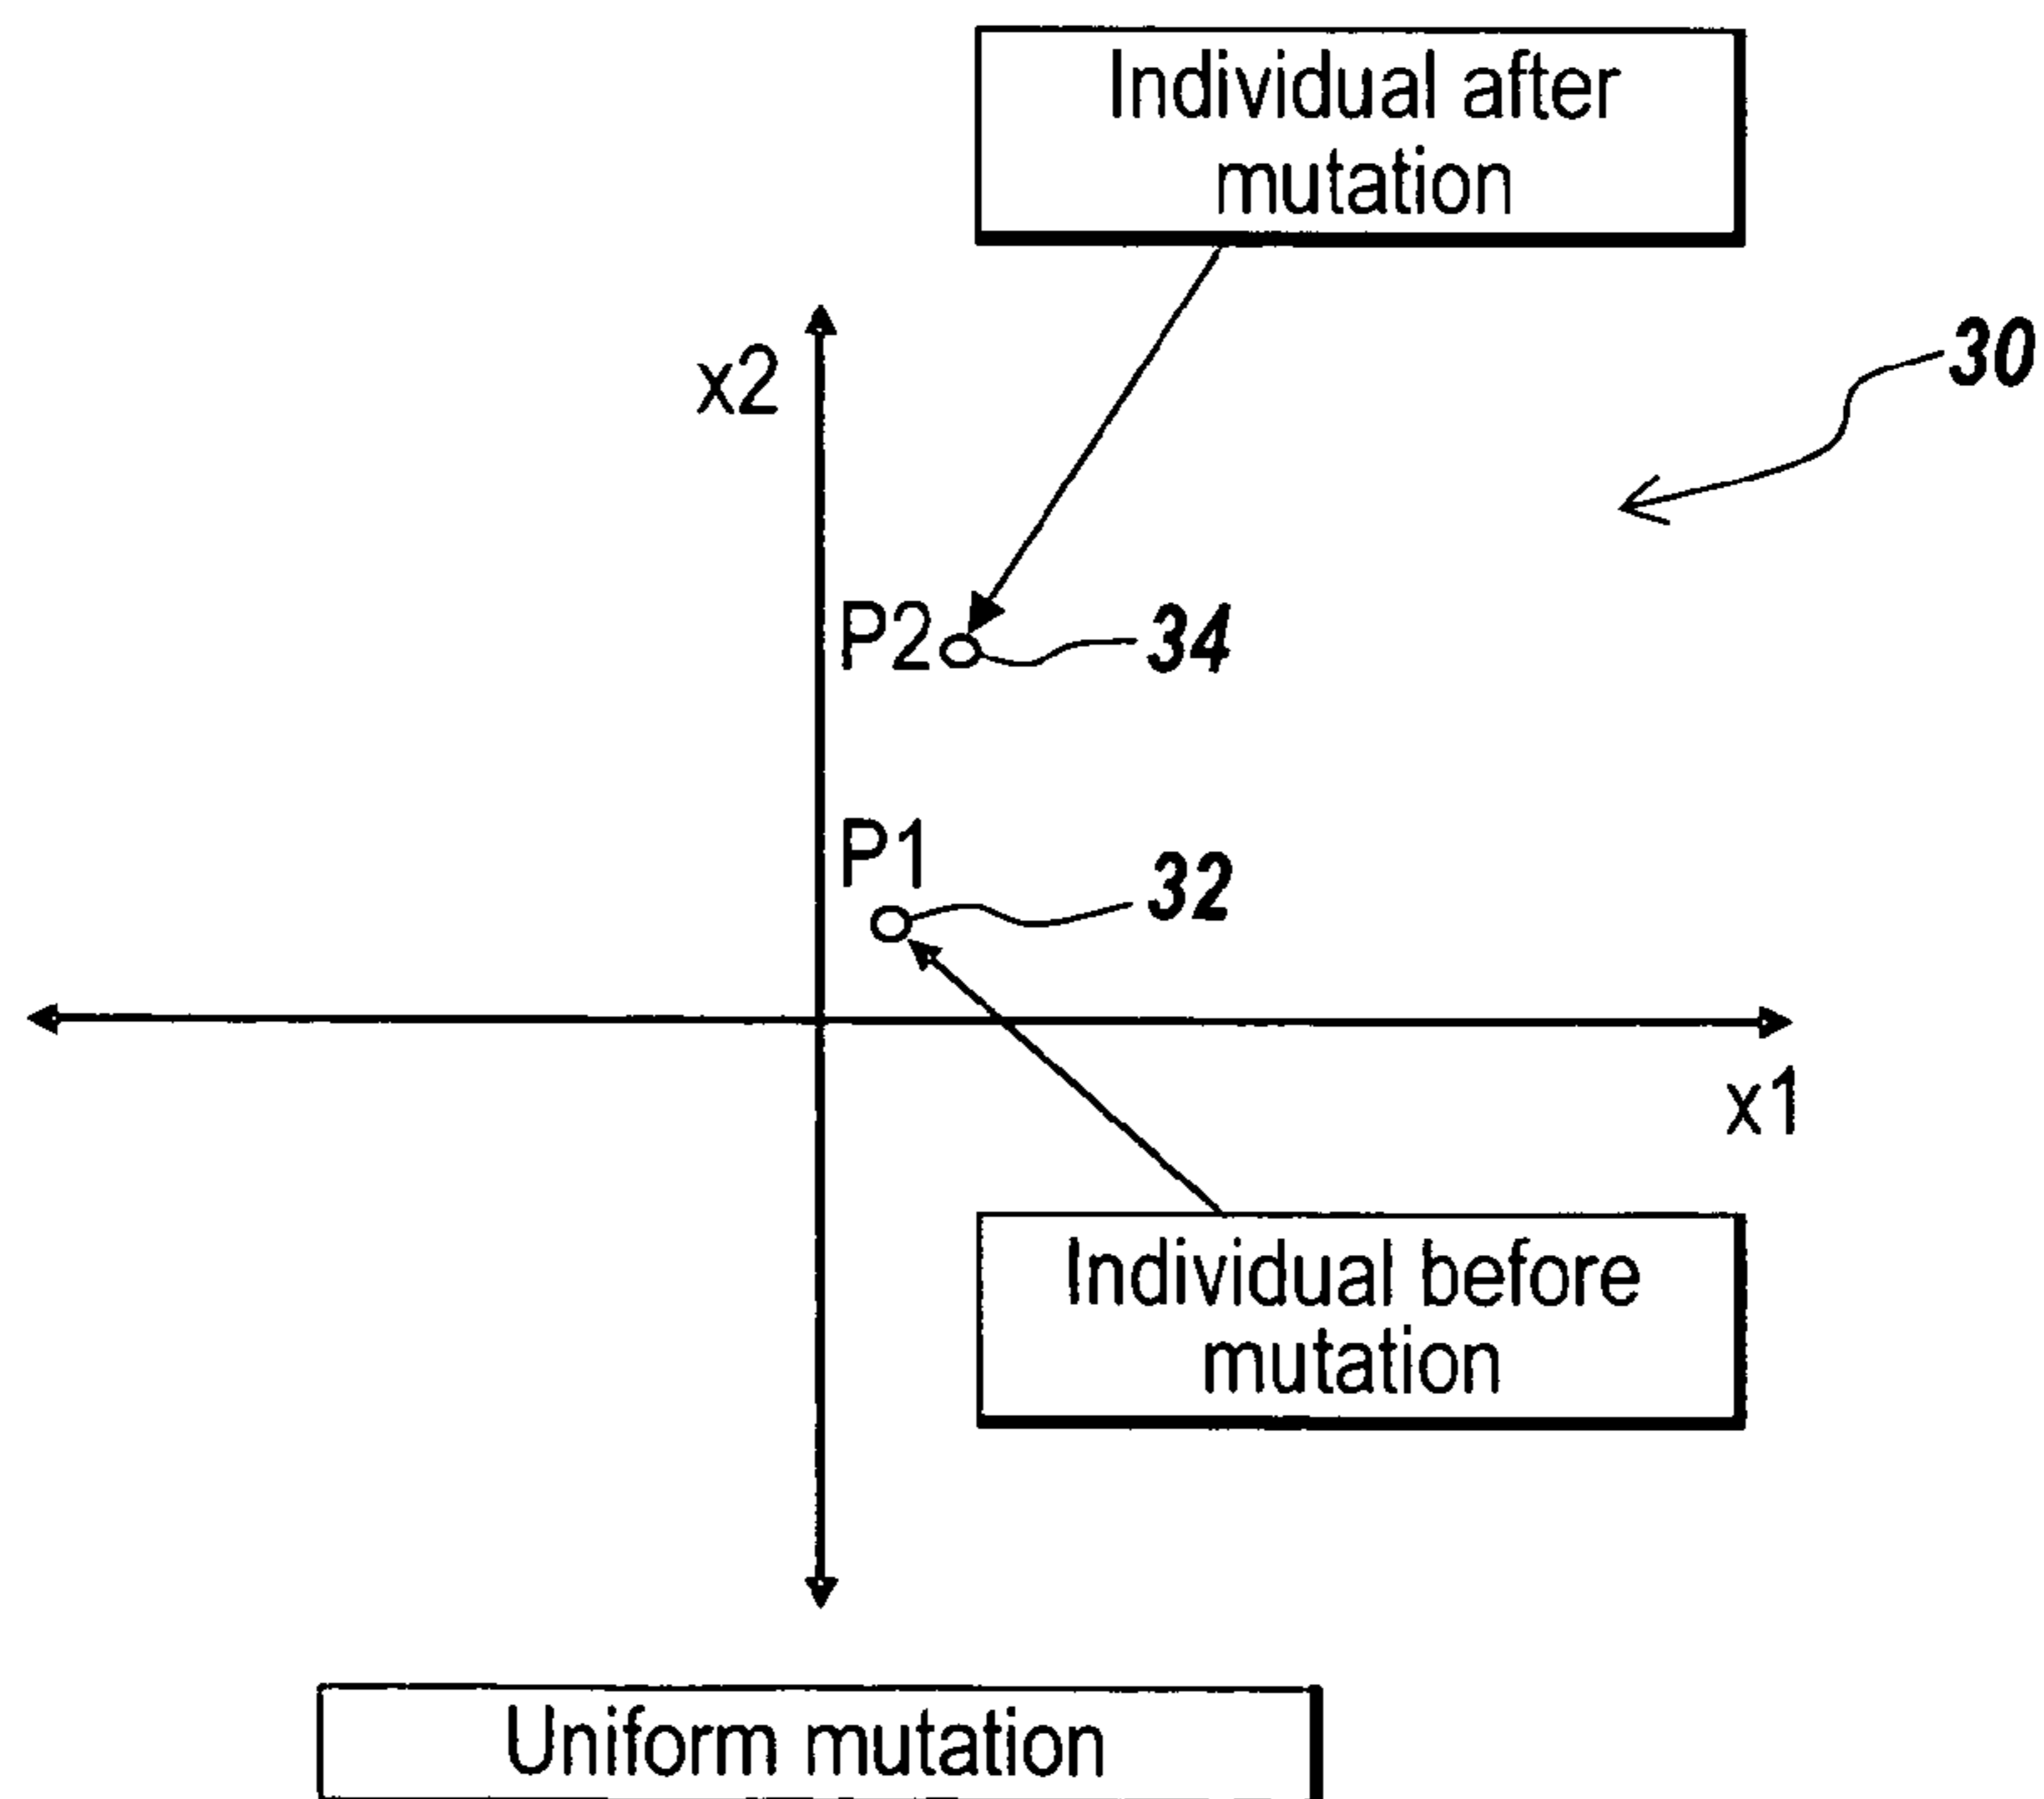 Individual after
mutation
x2
30
P2
34
P1
32
x1
Individual before
mutation
Uniform mutation